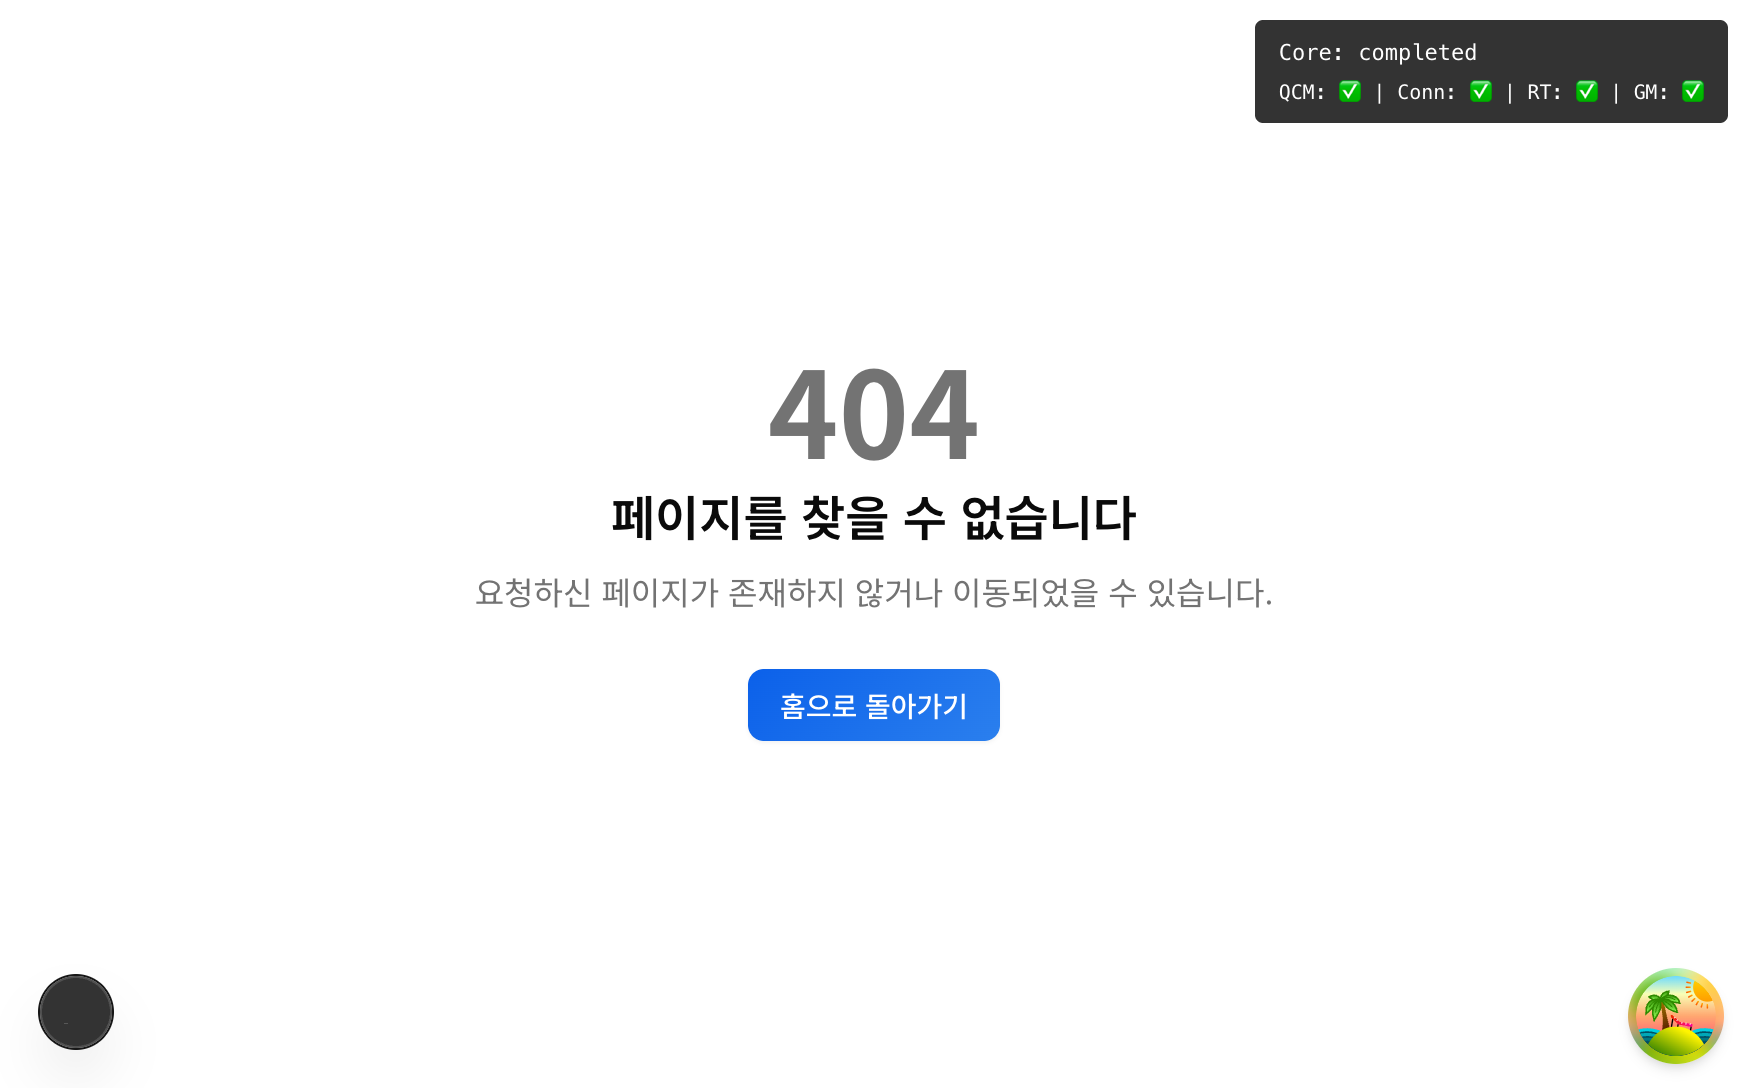 Core: completed
QCM: ✅ | Conn: ✅ | RT: ✅ | GM: ✅
404
페이지를 찾을 수 없습니다
요청하신 페이지가 존재하지 않거나 이동되었을 수 있습니다.
홈으로 돌아가기